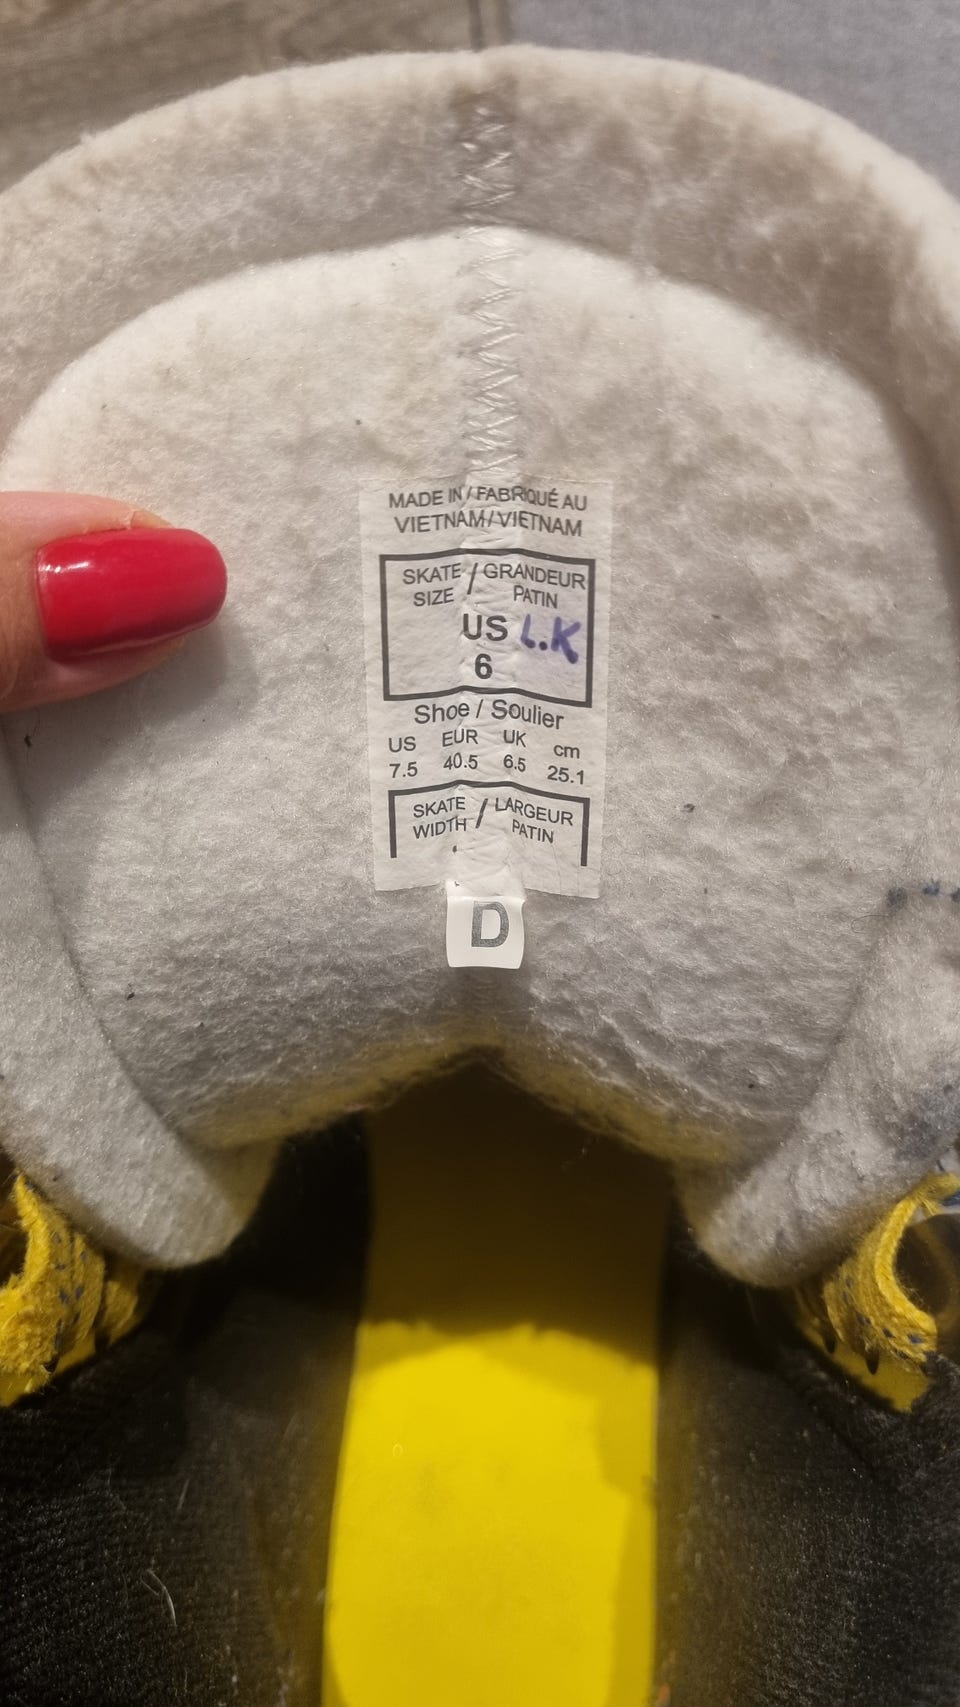 MADE IN / FABRIQUÉ AU
VIETNAM / VIETNAM
SKATE / GRANDEUR
SIZE PATIN
US L.K
6
Shoe / Soulier
US EUR UK cm
7.5 40.5 6.5 25.1
SKATE / LARGEUR
WIDTH PATIN
D